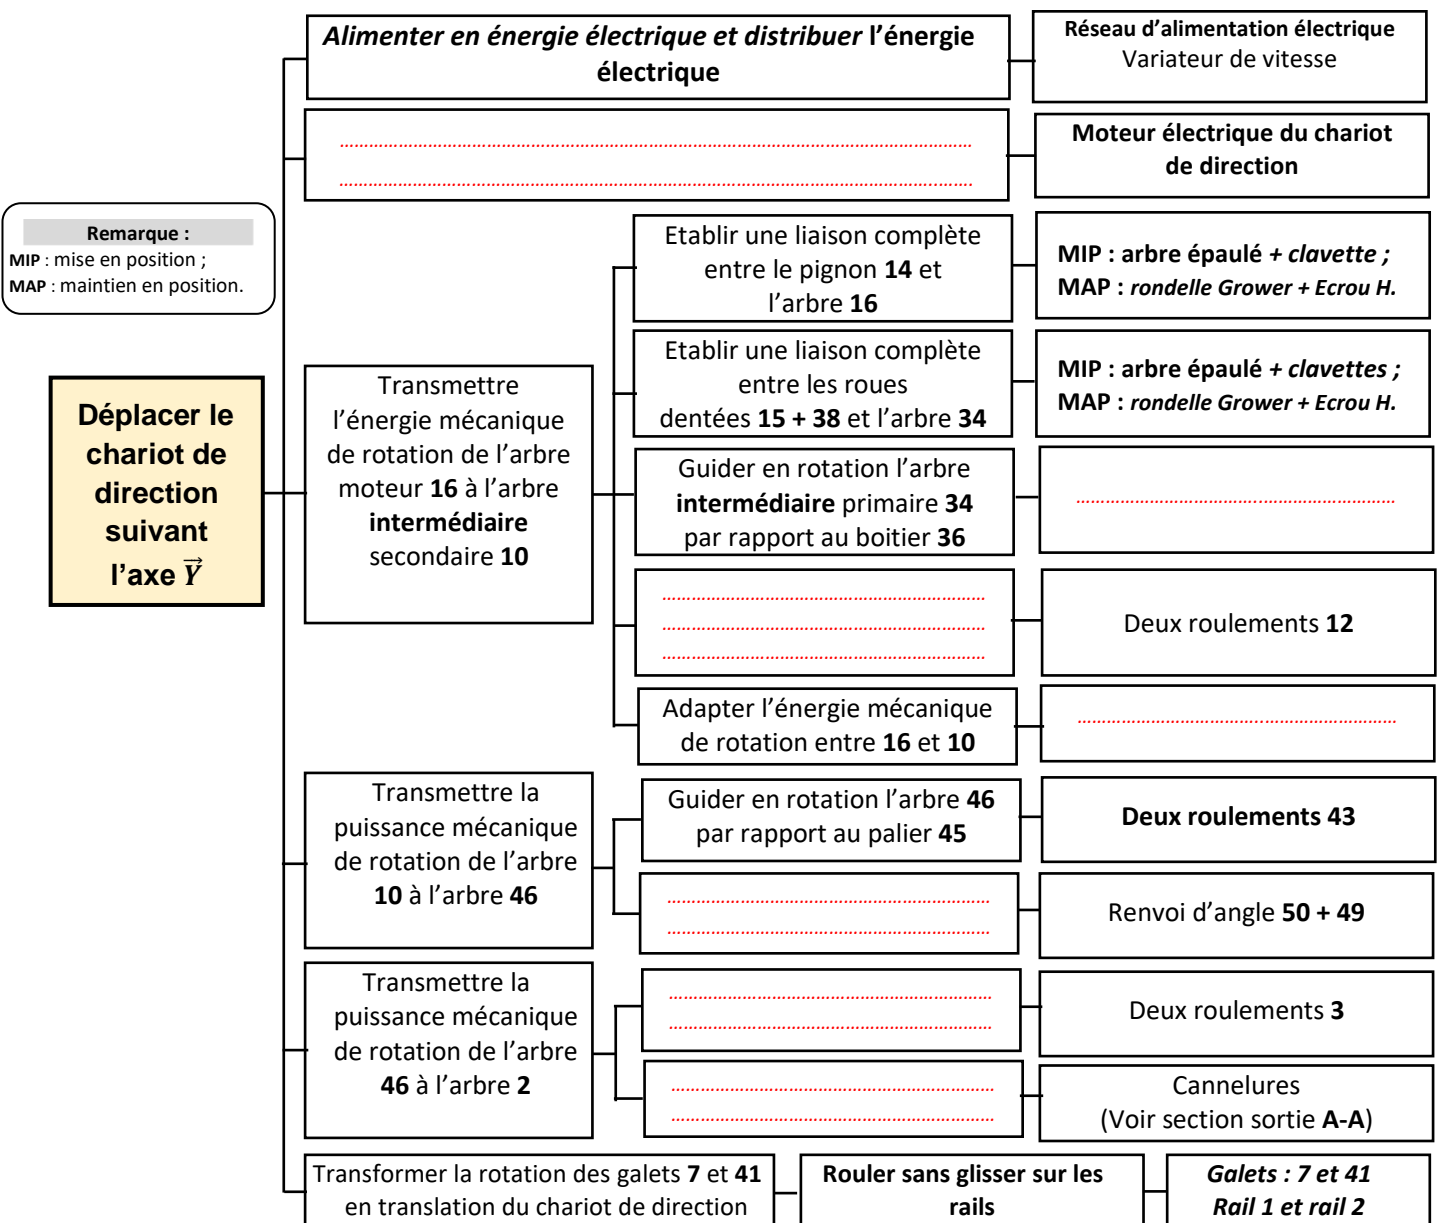 Alimenter en énergie électrique et distribuer l'énergie
électrique
Réseau d'alimentation électrique
Variateur de vitesse
Moteur électrique du chariot
de direction
Remarque :
MIP : mise en position ;
MAP : maintien en position.
Déplacer le
chariot de
direction
suivant
l'axe Y⃗
Transmettre
l'énergie mécanique
de rotation de l'arbre
moteur 16 à l'arbre
intermédiaire
secondaire 10
Etablir une liaison complète
entre le pignon 14 et
l'arbre 16
MIP : arbre épaulé + clavette ;
MAP : rondelle Grower + Ecrou H.
Etablir une liaison complète
entre les roues
dentées 15 + 38 et l'arbre 34
MIP : arbre épaulé + clavettes ;
MAP : rondelle Grower + Ecrou H.
Guider en rotation l'arbre
intermédiaire primaire 34
par rapport au boitier 36
Deux roulements 12
Adapter l'énergie mécanique
de rotation entre 16 et 10
Transmettre la
puissance mécanique
de rotation de l'arbre
10 à l'arbre 46
Guider en rotation l'arbre 46
par rapport au palier 45
Deux roulements 43
Renvoi d'angle 50 + 49
Transmettre la
puissance mécanique
de rotation de l'arbre
46 à l'arbre 2
Deux roulements 3
Cannelures
(Voir section sortie A-A)
Transformer la rotation des galets 7 et 41
en translation du chariot de direction
Rouler sans glisser sur les
rails
Galets : 7 et 41
Rail 1 et rail 2